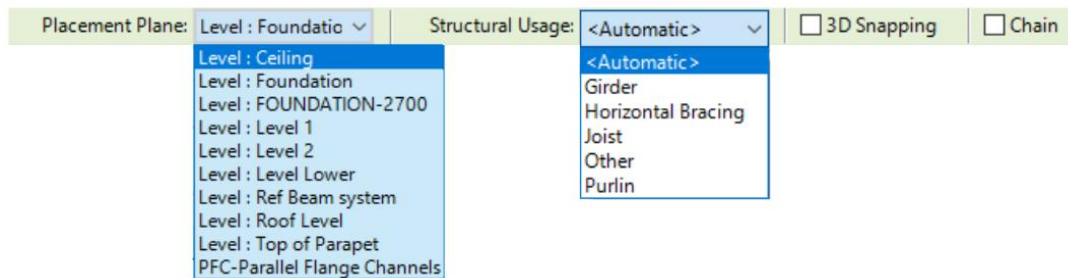 Placement Plane: Level : Foundatic Structural Usage: <Automatic> 3D Snapping Chain
Level : Ceiling
Level : Foundation
Level : FOUNDATION-2700
Level : Level 1
Level : Level 2
Level : Level Lower
Level : Ref Beam system
Level : Roof Level
Level : Top of Parapet
PFC-Parallel Flange Channels
<Automatic>
Girder
Horizontal Bracing
Joist
Other
Purlin